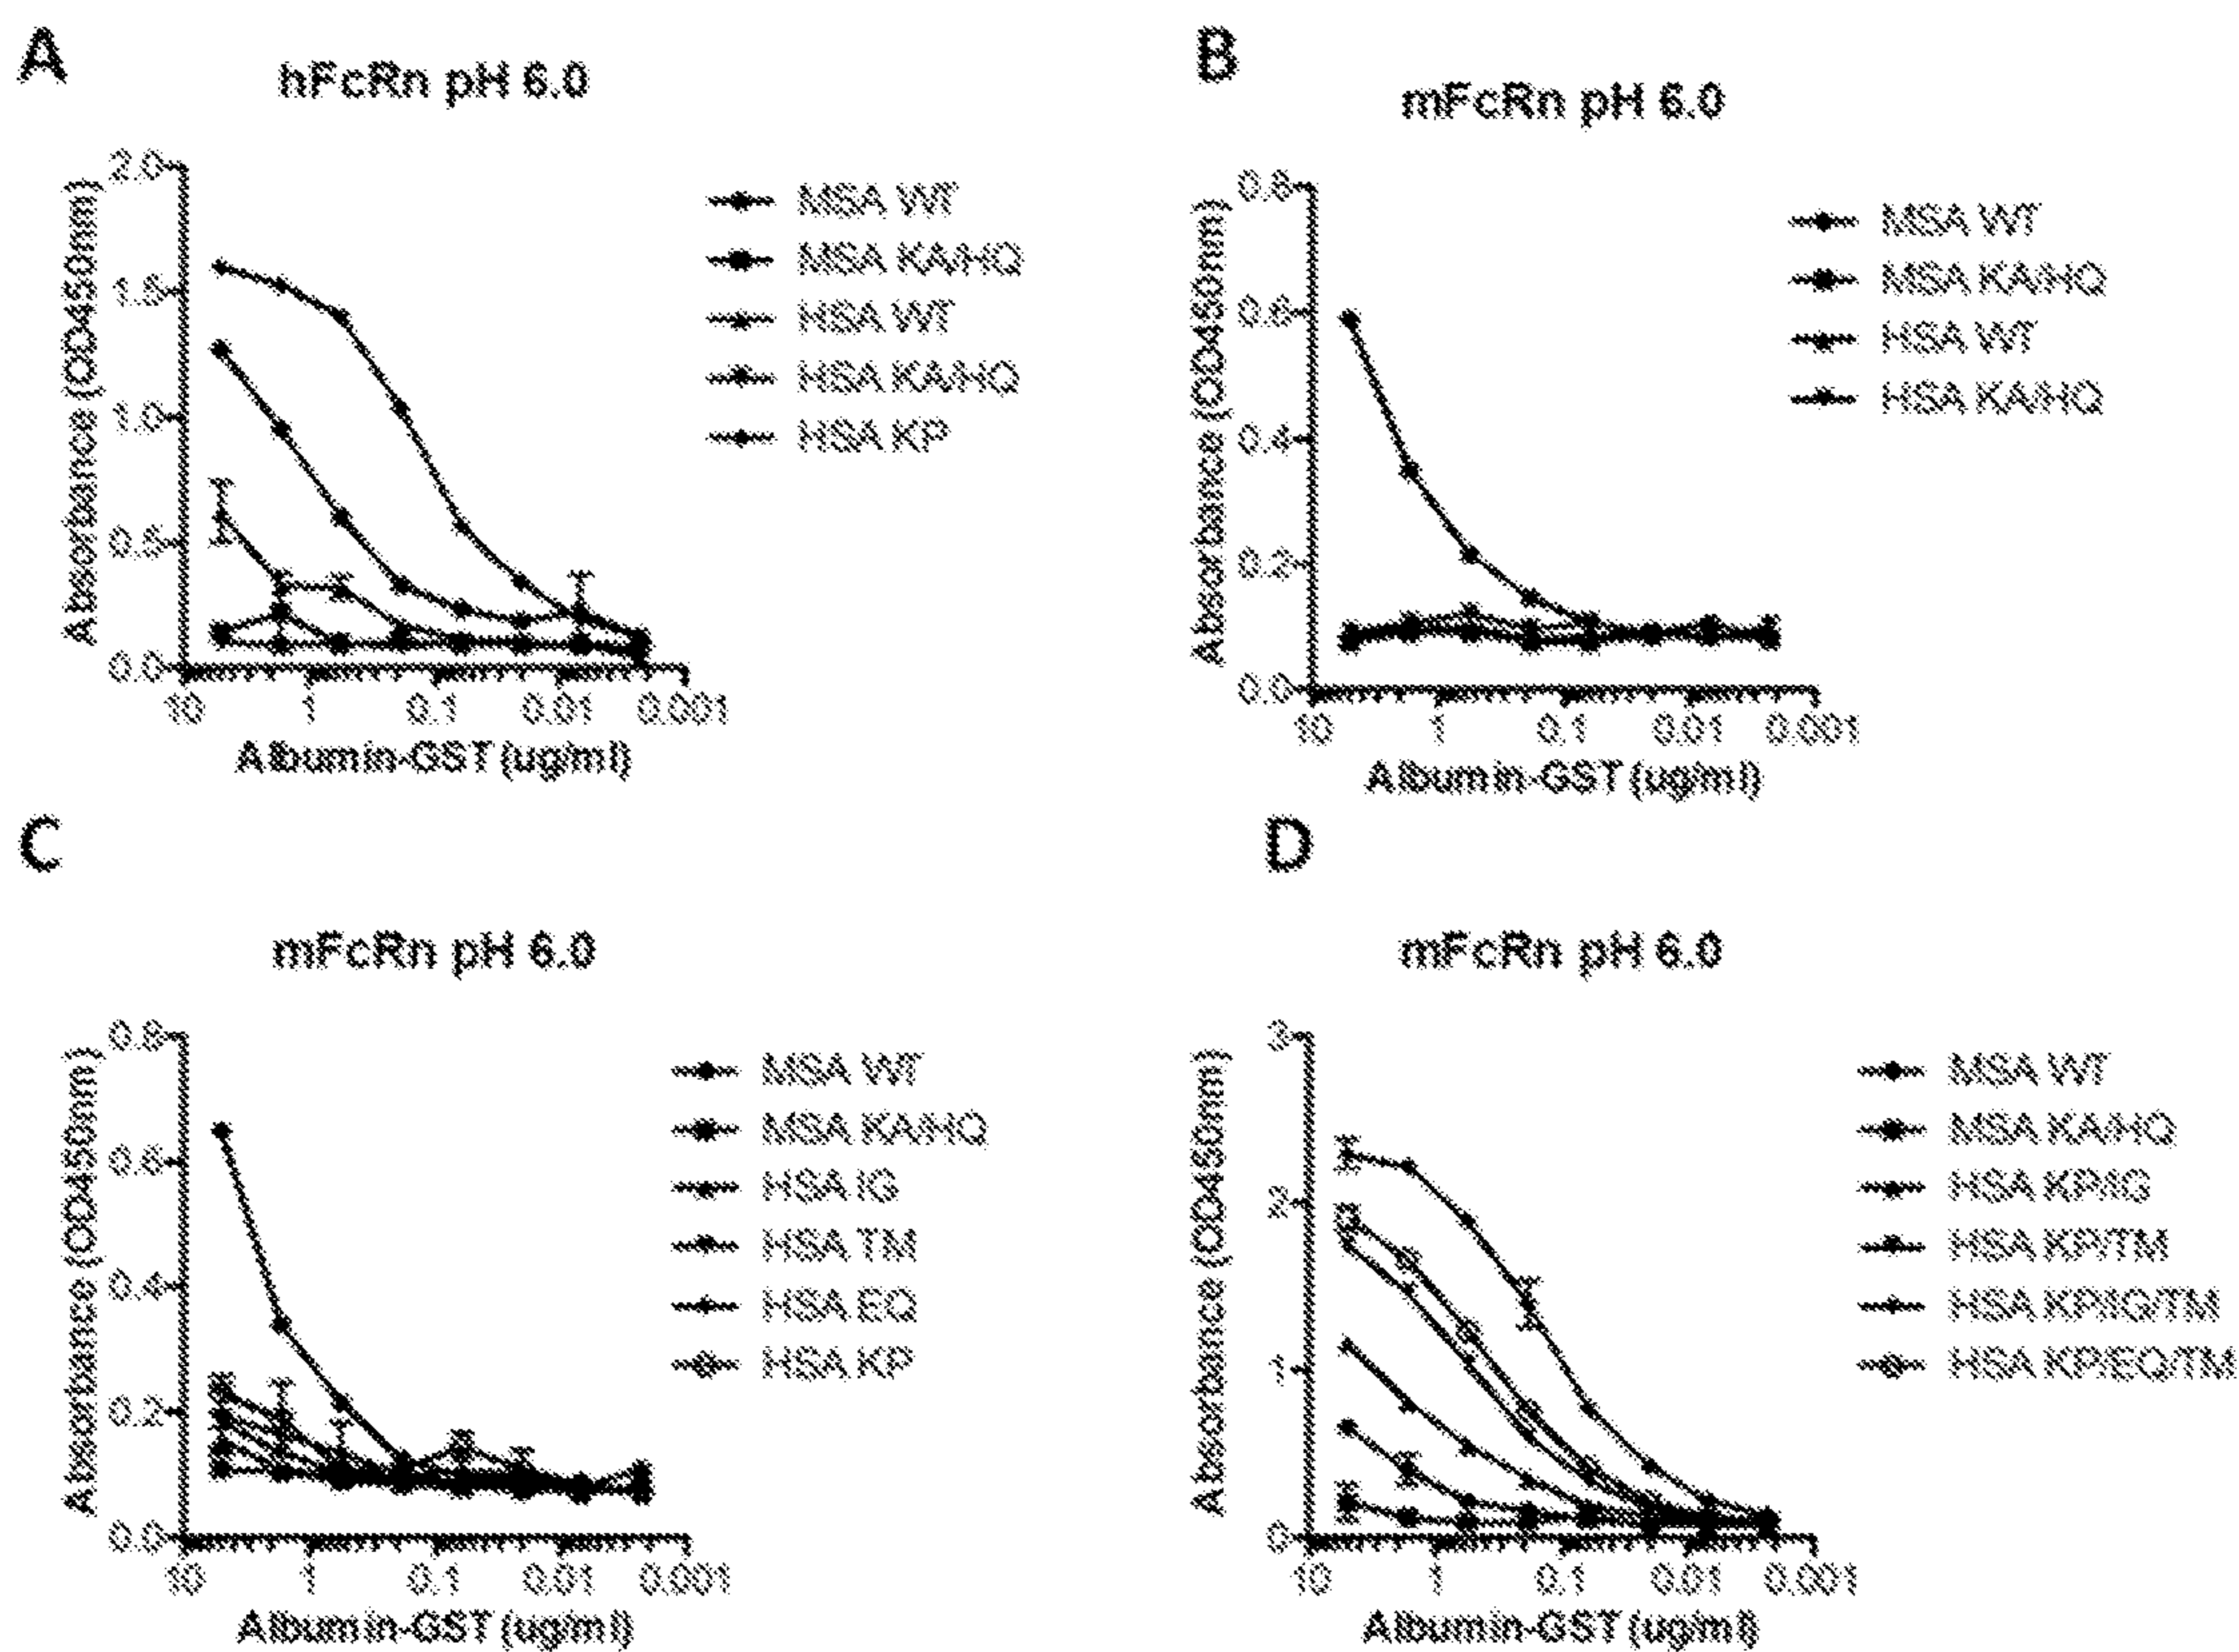 A
hFcRn pH 6.0
Absorbance (OD450nm)
2.0
1.5
1.0
0.5
0.0
10 1 0.1 0.01 0.001
Albumin-GST (ug/ml)
MSA WT
MSA KA/HQ
HSA WT
HSA KA/HQ
HSA KP
B
mFcRn pH 6.0
Absorbance (OD450nm)
0.8
0.6
0.4
0.2
0.0
10 1 0.1 0.01 0.001
Albumin-GST (ug/ml)
MSA WT
MSA KA/HQ
HSA WT
HSA KA/HQ
C
mFcRn pH 6.0
Absorbance (OD450nm)
0.8
0.6
0.4
0.2
0.0
10 1 0.1 0.01 0.001
Albumin-GST (ug/ml)
MSA WT
MSA KA/HQ
HSA IG
HSA TM
HSA EQ
HSA KP
D
mFcRn pH 6.0
Absorbance (OD450nm)
3
2
1
0
10 1 0.1 0.01 0.001
Albumin-GST (ug/ml)
MSA WT
MSA KA/HQ
HSA KP/IG
HSA KP/TM
HSA KP/IG/TM
HSA KP/EQ/TM